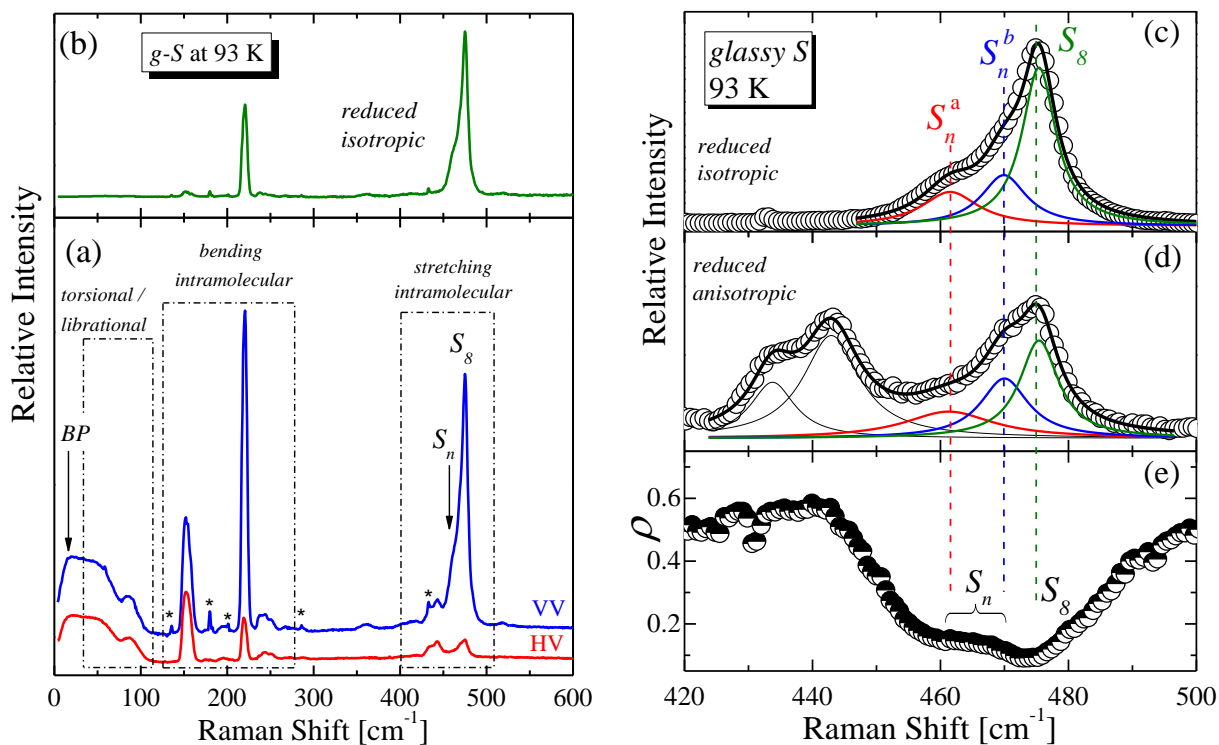 (b)
g-S at 93 K
reduced
isotropic
(a)
bending
intramolecular
stretching
intramolecular
torsional /
librational
S8
Sn
BP
*
*
*
*
*
VV
HV
Relative Intensity
0 100 200 300 400 500 600
Raman Shift [cm-1]
(c)
glassy S
93 K
Sna
Snb
S8
reduced
isotropic
(d)
reduced
anisotropic
Relative Intensity
(e)
0.6
0.4
0.2
ρ
Sn
S8
420 440 460 480 500
Raman Shift [cm-1]